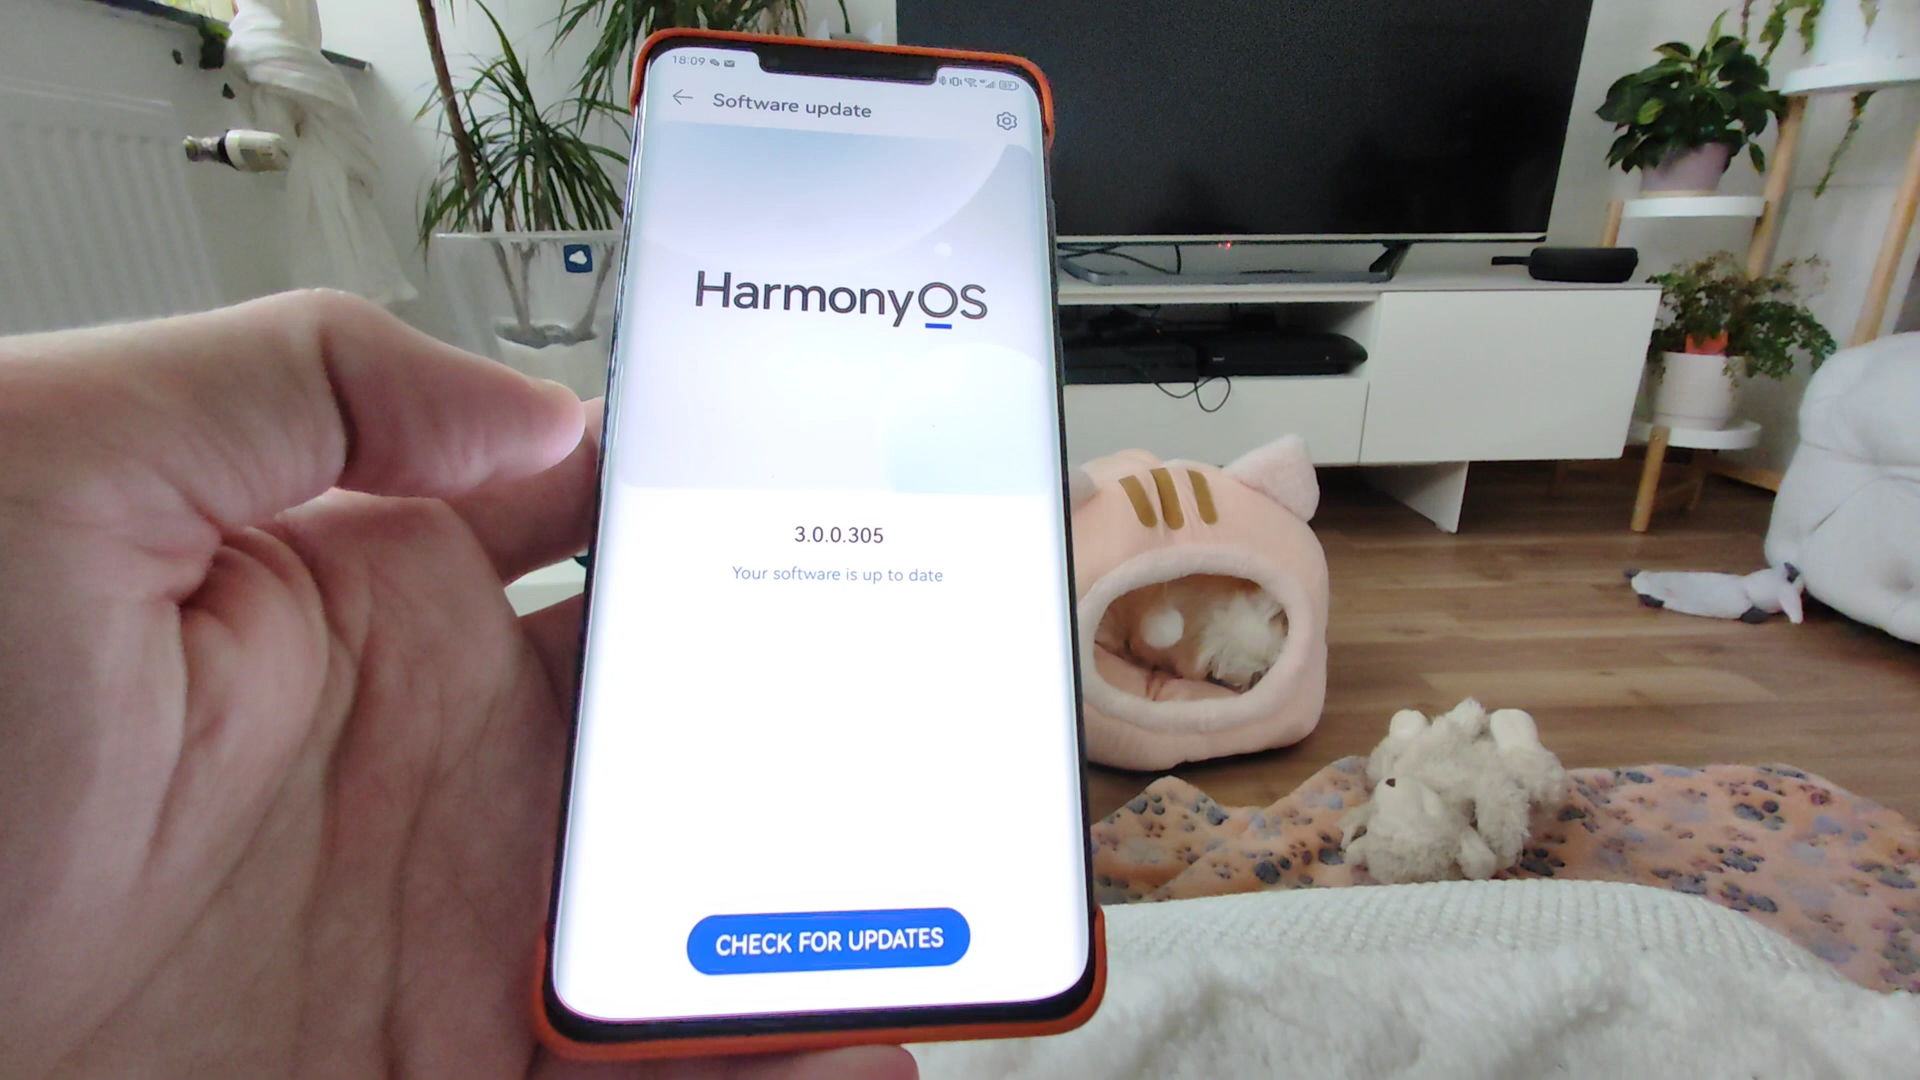 18:09
Software update
HarmonyOS
3.0.0.305
Your software is up to date
CHECK FOR UPDATES